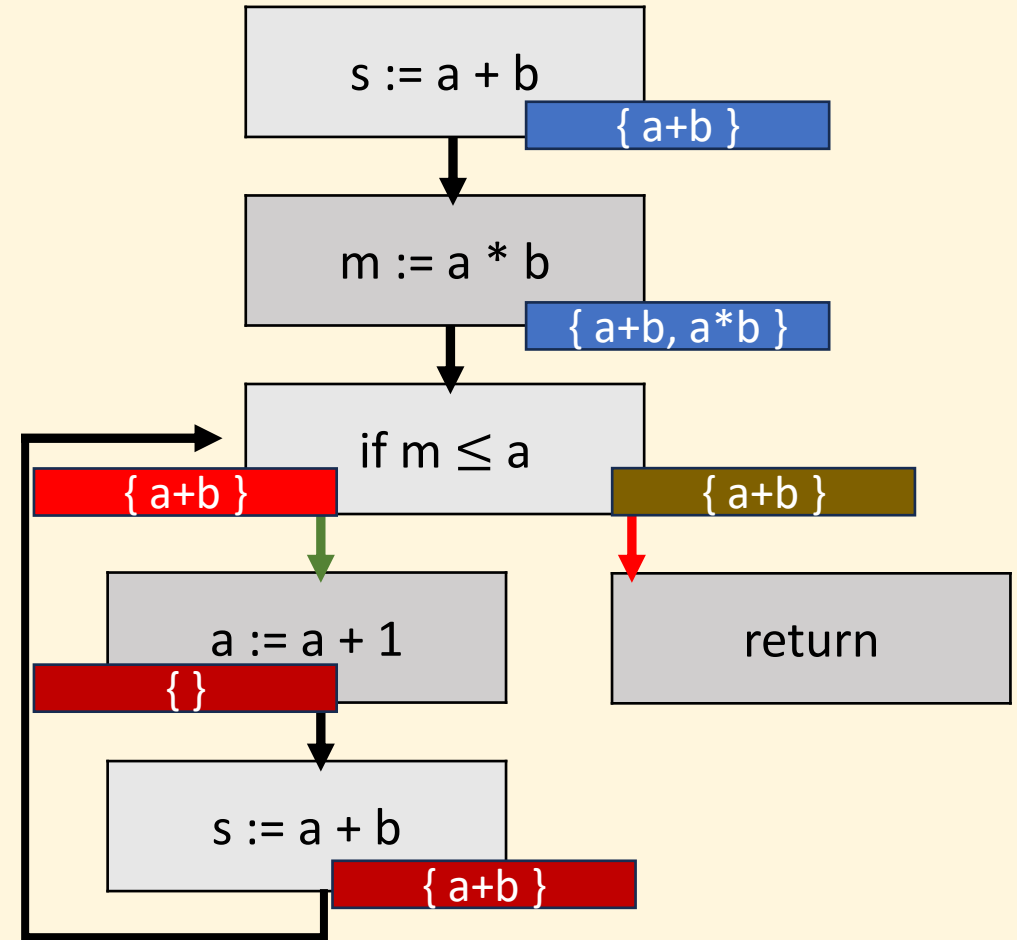 s := a + b
{ a+b }
m := a * b
{ a+b, a*b }
if m ≤ a
{ a+b }
{ a+b }
a := a + 1
{ }
return
s := a + b
{ a+b }